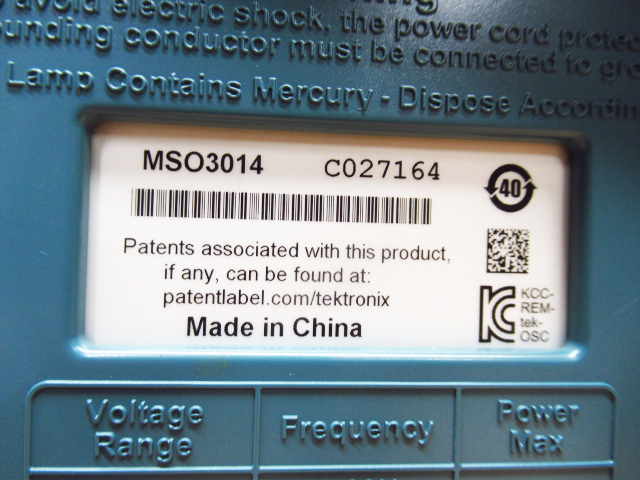 avoid electric shock, the power cord
conductor must be connected to
Lamp Contains Mercury - Dispose
MSO3014 C027164
40
Patents associated with this product,
if any, can be found at:
patentlabel.com/tektronix
Made in China
KCC-
REM-
tek-
OSC
Voltage
Range
Frequency
Power
Max